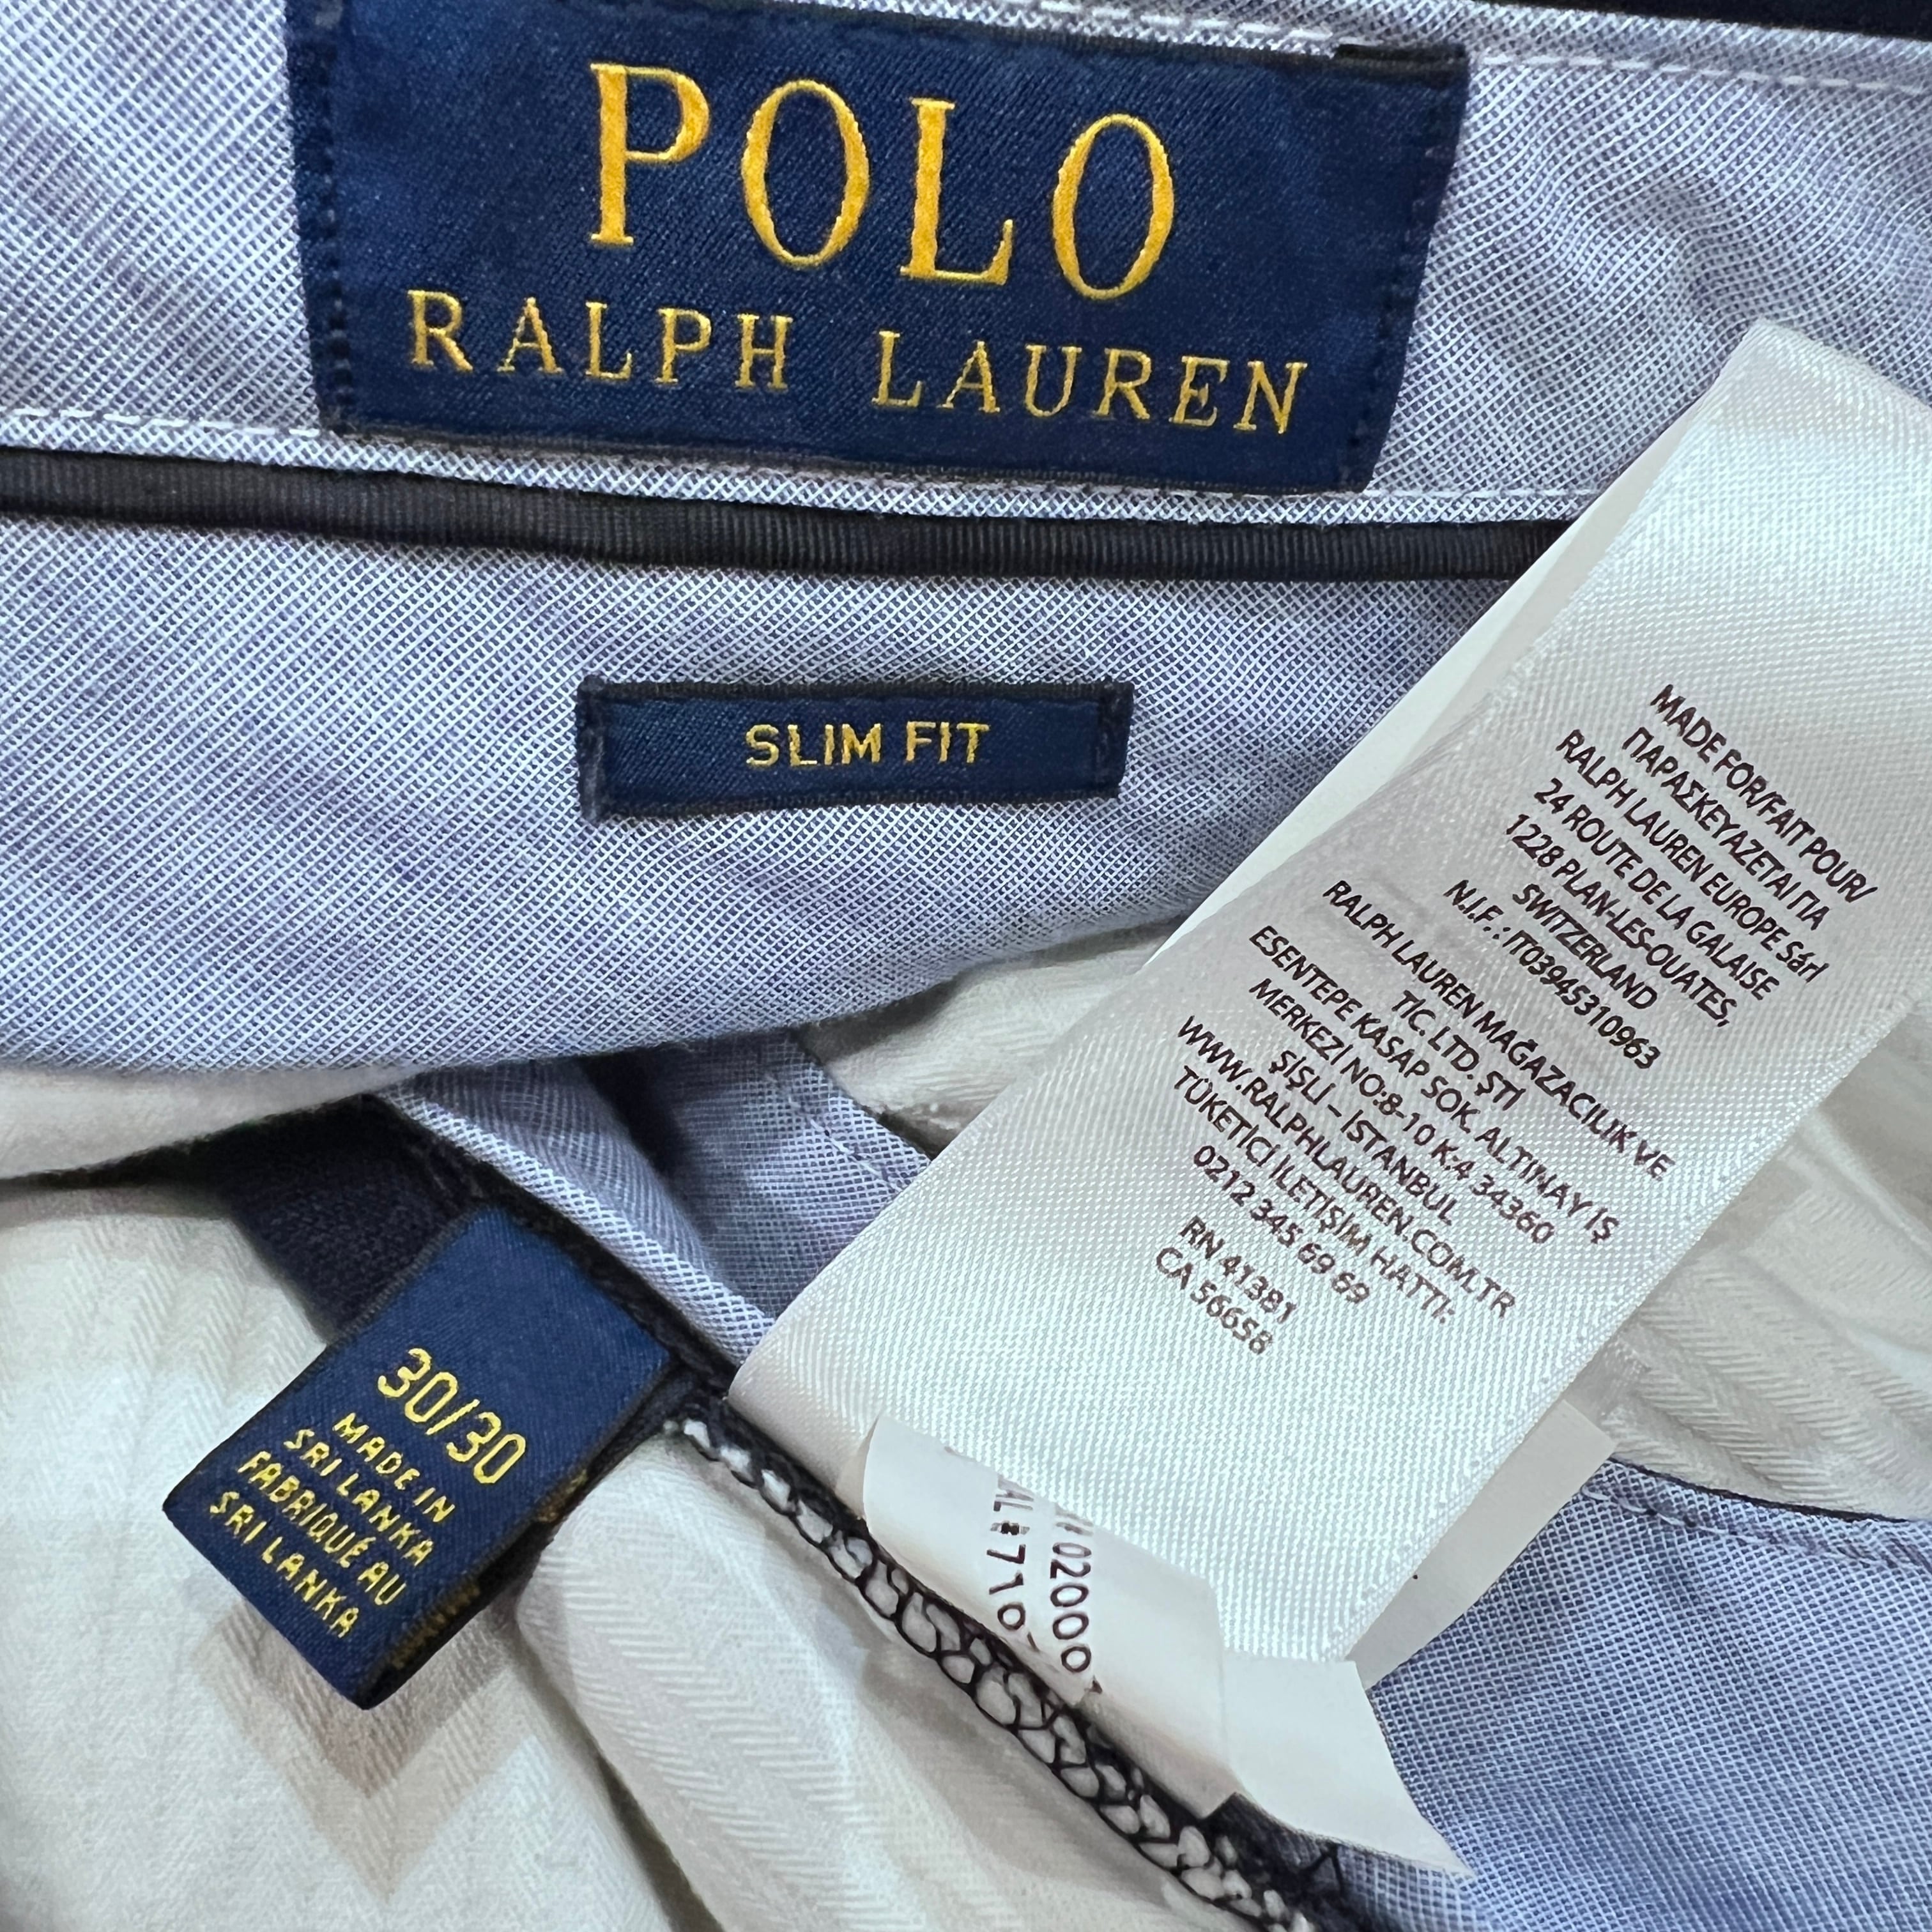 POLO
RALPH LAUREN
SLIM FIT
MADE FOR/FAIT POUR/
ΠΑΡΑΣΚΕΥΑΖΕΤΑΙ ΓΙΑ
RALPH LAUREN EUROPE Sárl
24 ROUTE DE LA GALAISE
1228 PLAN-LES-OUATES,
SWITZERLAND
N.I.F.: IT03945310963
RALPH LAUREN MAĞAZACILIK VE
TİC. LTD. ŞTİ
ESENTEPE KASAP SOK. ALTINAY İŞ
MERKEZİ NO:8-10 K:4 34360
ŞİŞLİ – İSTANBUL
WWW.RALPHLAUREN.COM.TR
TÜKETİCİ İLETİŞİM HATTI:
0212 345 69 69
RN 41381
CA 56658
30/30
MADE IN
SRI LANKA
FABRIQUÉ AU
SRI LANKA
02000
710